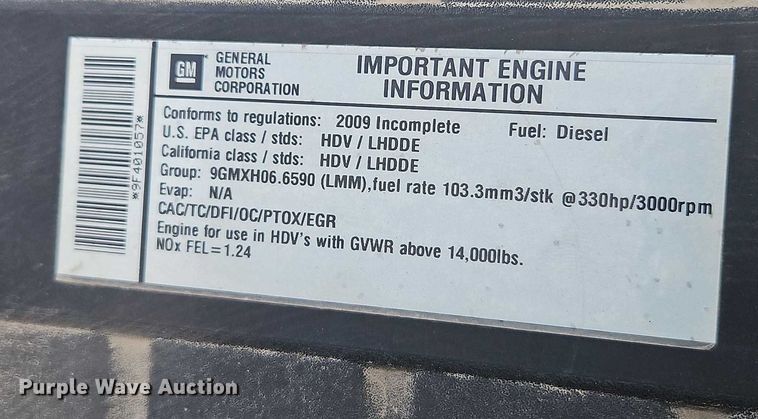 GM
GENERAL
MOTORS
CORPORATION
IMPORTANT ENGINE
INFORMATION
Conforms to regulations: 2009 Incomplete Fuel: Diesel
U.S. EPA class / stds: HDV / LHDDE
California class / stds: HDV / LHDDE
Group: 9GMXH06.6590 (LMM),fuel rate 103.3mm3/stk @330hp/3000rpm
Evap: N/A
CAC/TC/DFI/OC/PTOX/EGR
Engine for use in HDV's with GVWR above 14,000lbs.
NOx FEL=1.24
*9F401057*
Purple Wave Auction